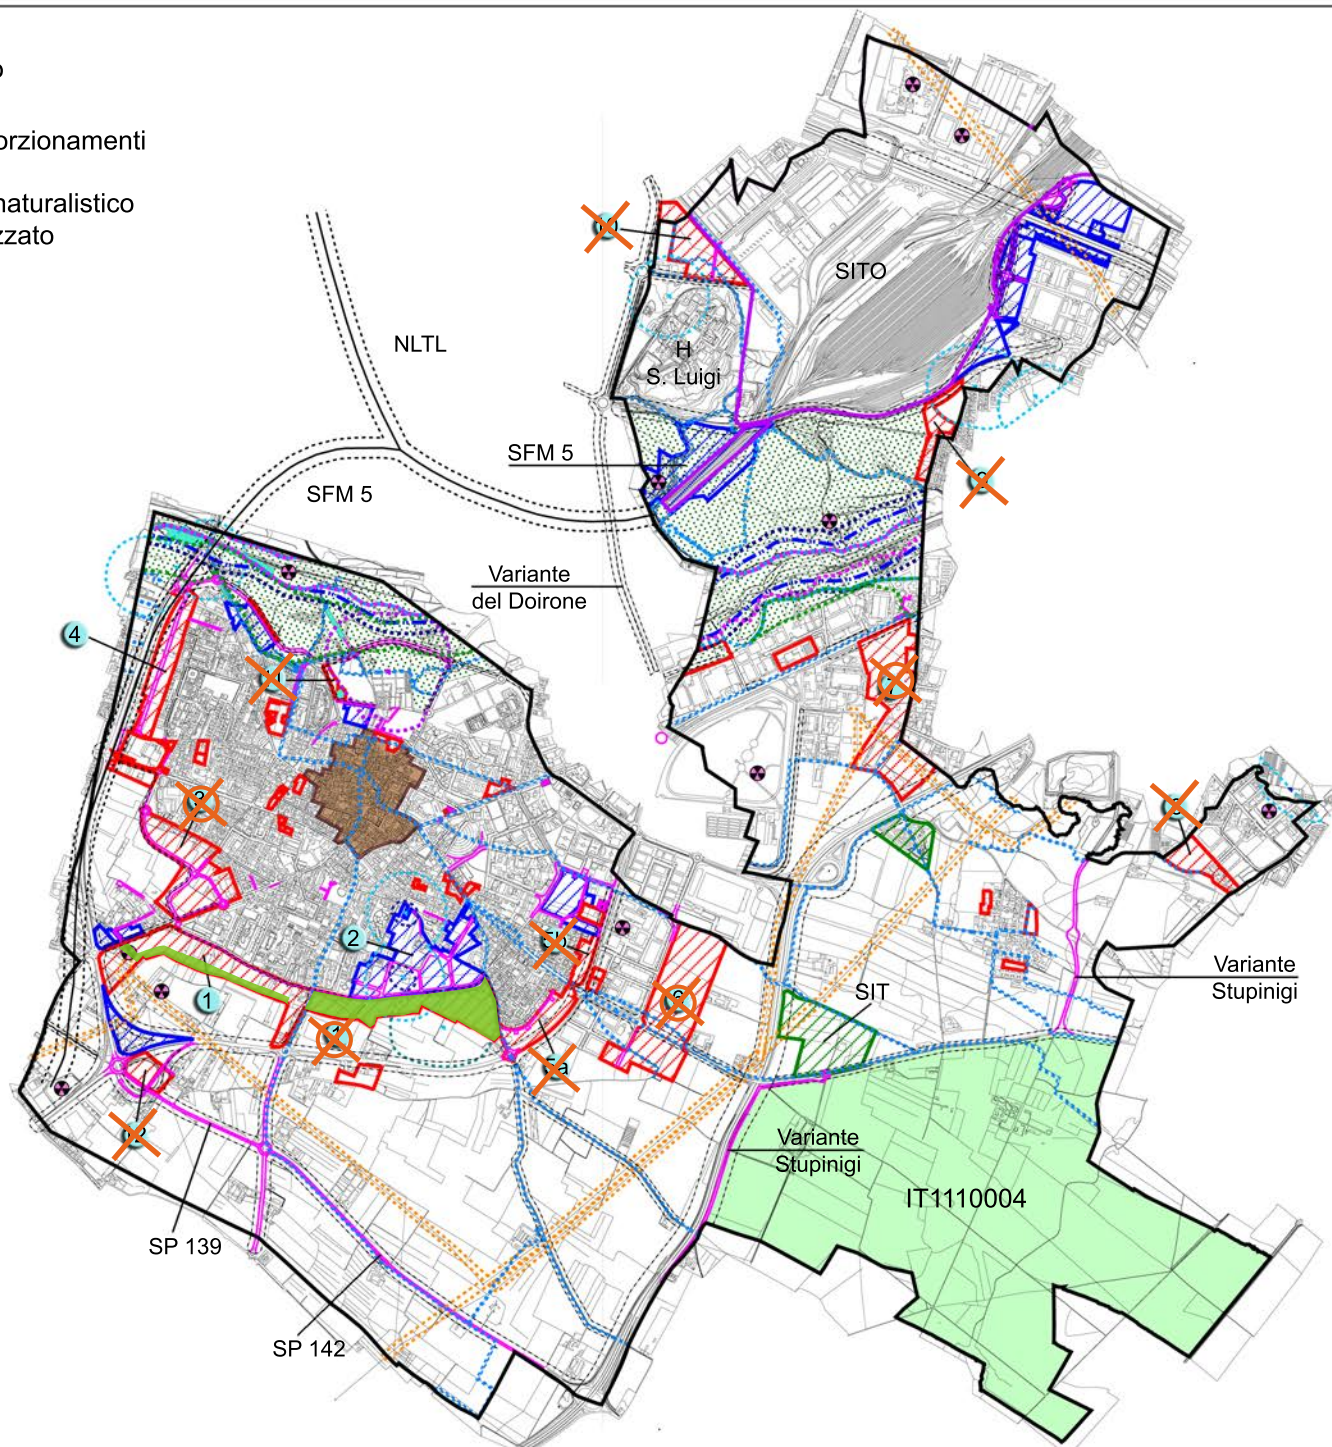 orzionamenti
naturalistico
zzato
SITO
NLTL
H
S. Luigi
SFM 5
SFM 5
Variante
del Doirone
4
2
1
5a
SIT
Variante
Stupinigi
Variante
Stupinigi
IT1110004
SP 139
SP 142